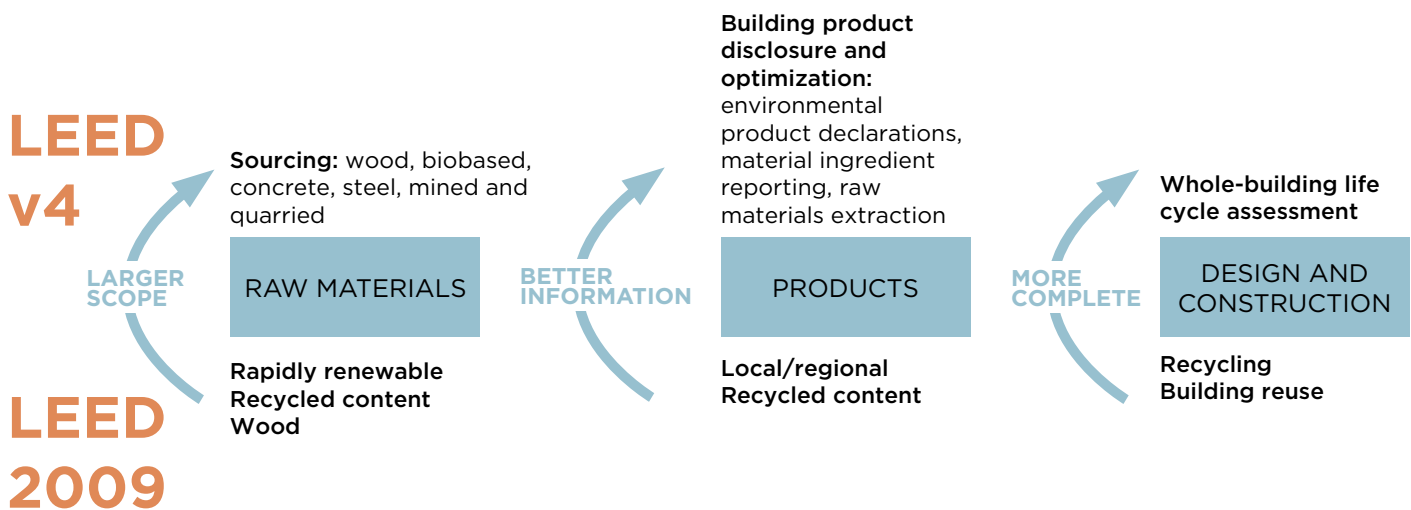 LEED
v4
Sourcing: wood, biobased,
concrete, steel, mined and
quarried
Building product
disclosure and
optimization:
environmental
product declarations,
material ingredient
reporting, raw
materials extraction
Whole-building life
cycle assessment
LARGER
SCOPE
RAW MATERIALS
BETTER
INFORMATION
PRODUCTS
MORE
COMPLETE
DESIGN AND
CONSTRUCTION
LEED
2009
Rapidly renewable
Recycled content
Wood
Local/regional
Recycled content
Recycling
Building reuse